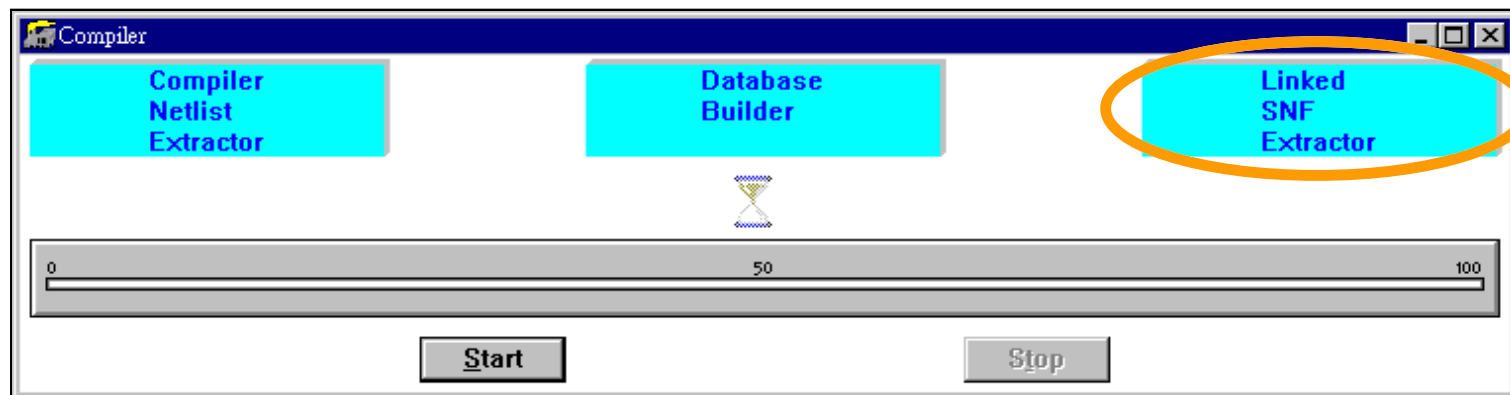 Compiler
Compiler
Netlist
Extractor
Database
Builder
Linked
SNF
Extractor
0 50 100
Start Stop